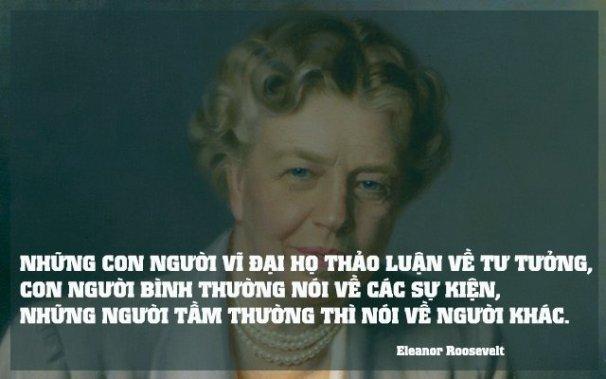 NHỮNG CON NGƯỜI VĨ ĐẠI HỌ THẢO LUẬN VỀ TƯ TƯỞNG,
CON NGƯỜI BÌNH THƯỜNG NÓI VỀ CÁC SỰ KIỆN,
NHỮNG NGƯỜI TẦM THƯỜNG THÌ NÓI VỀ NGƯỜI KHÁC.
Eleanor Roosevelt